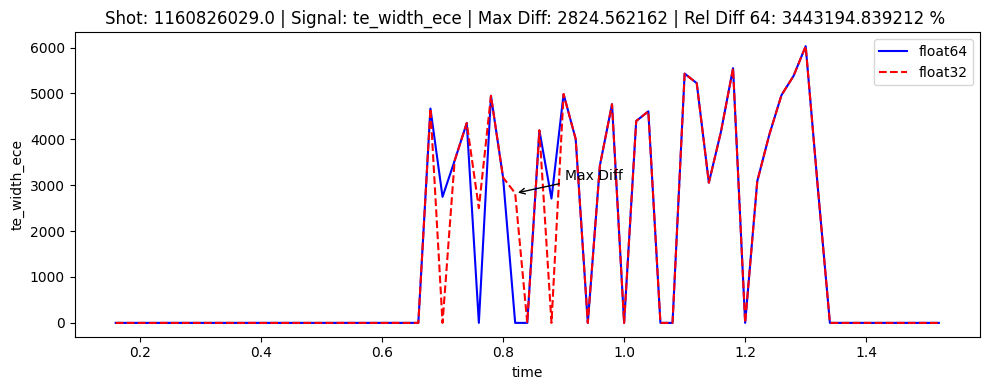 Shot: 1160826029.0 | Signal: te_width_ece | Max Diff: 2824.562162 | Rel Diff 64: 3443194.839212 %
float64
float32
Max Diff
te_width_ece
6000
5000
4000
3000
2000
1000
0
0.2 0.4 0.6 0.8 1.0 1.2 1.4
time